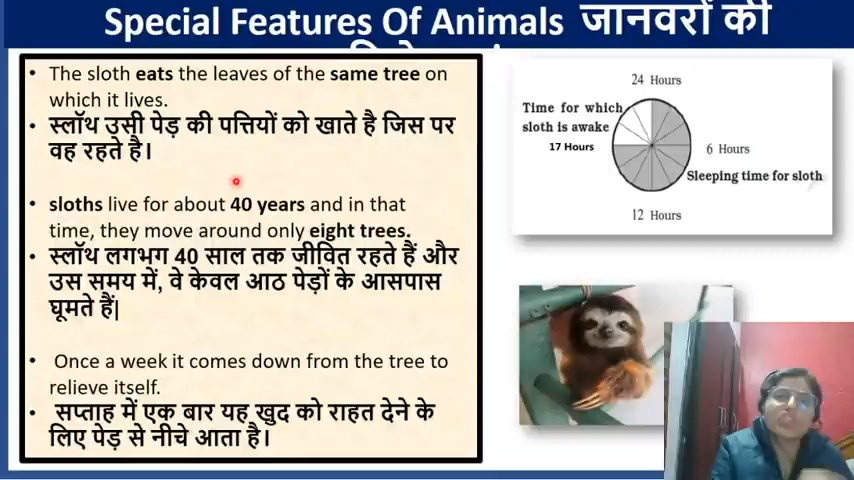 Special Features Of Animals जानवरों की
• The sloth eats the leaves of the same tree on
which it lives.
• स्लॉथ उसी पेड़ की पत्तियों को खाते है जिस पर
वह रहते है।
• sloths live for about 40 years and in that
time, they move around only eight trees.
• स्लॉथ लगभग 40 साल तक जीवित रहते हैं और
उस समय में, वे केवल आठ पेड़ों के आसपास
घूमते हैं|
• Once a week it comes down from the tree to
relieve itself.
• सप्ताह में एक बार यह खुद को राहत देने के
लिए पेड़ से नीचे आता है।
24 Hours
Time for which
sloth is awake
17 Hours
6 Hours
Sleeping time for sloth
12 Hours